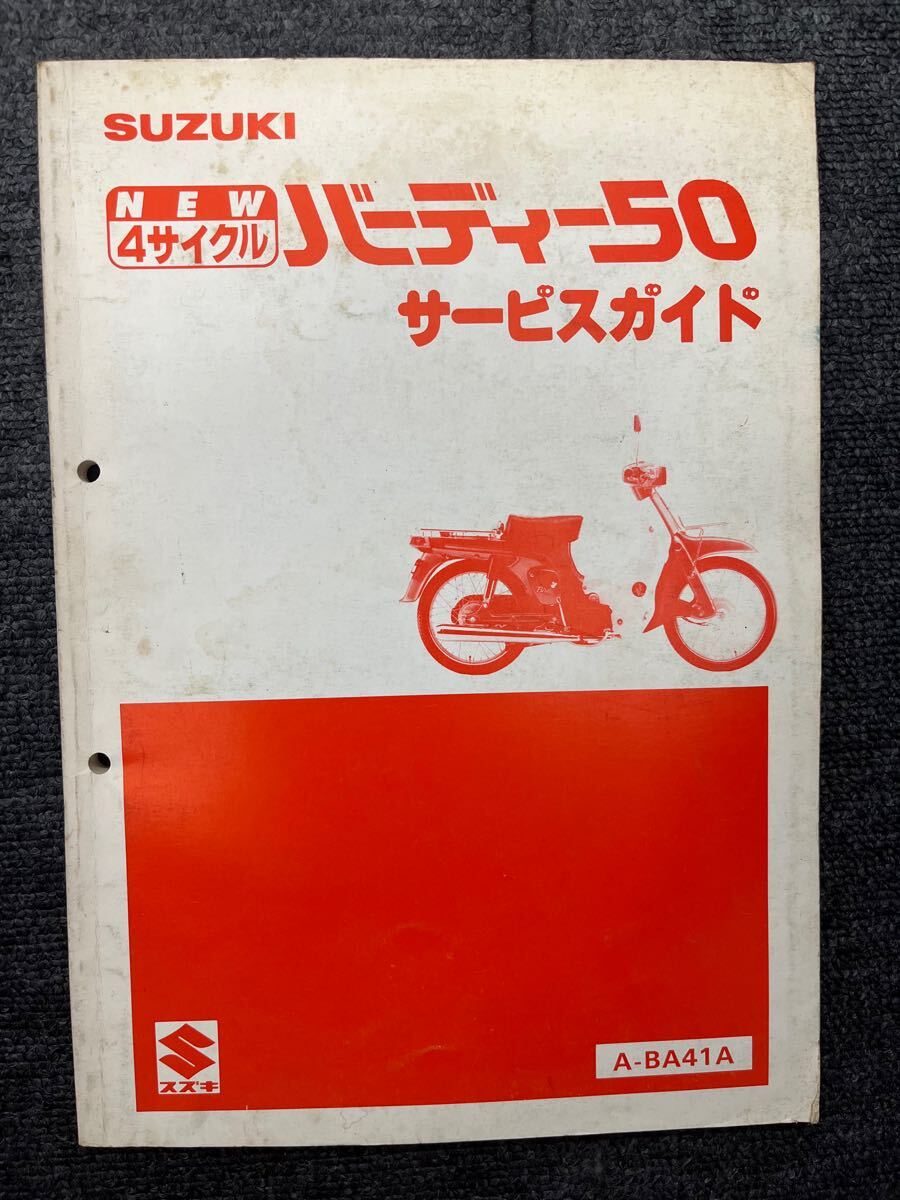 SUZUKI
NEW
4サイクル
バーディー50
サービスガイド
スズキ
A-BA41A